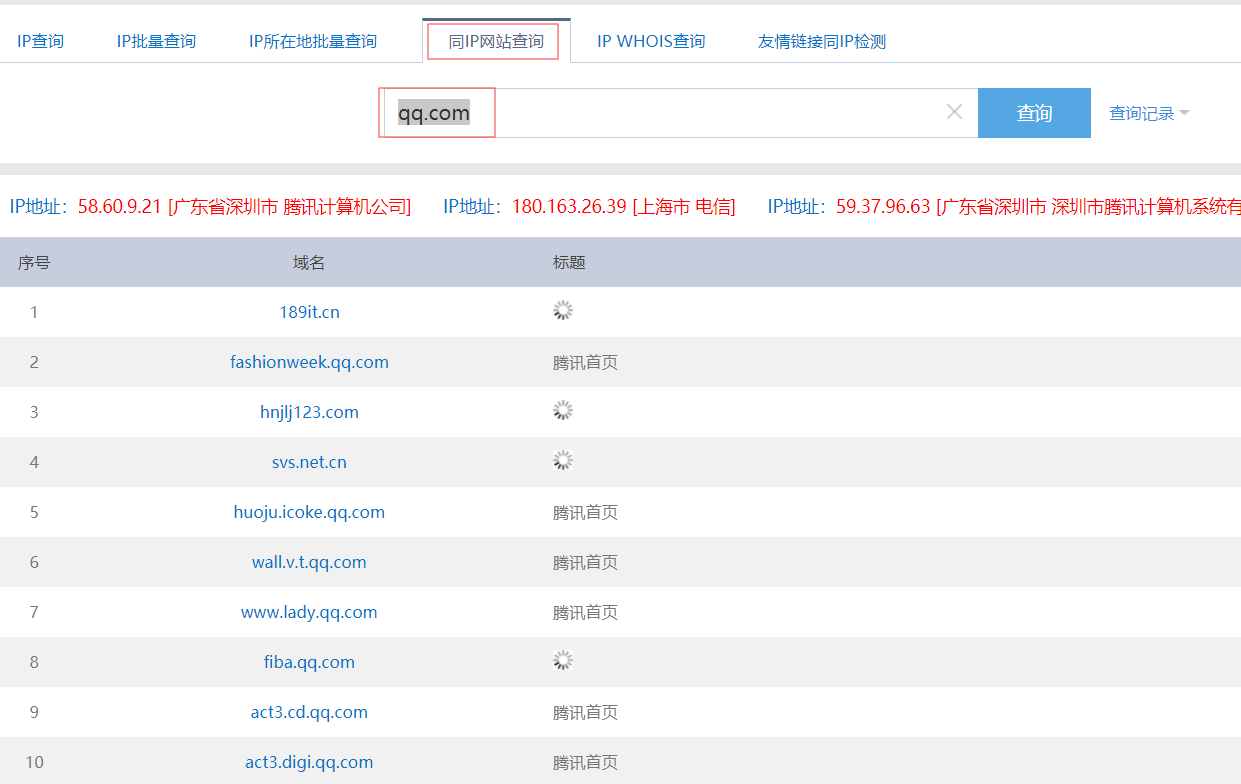 IP查询 IP批量查询 IP所在地批量查询 同IP网站查询 IP WHOIS查询 友情链接同IP检测
qq.com 查询 查询记录
IP地址：58.60.9.21 [广东省深圳市 腾讯计算机公司] IP地址：180.163.26.39 [上海市 电信] IP地址：59.37.96.63 [广东省深圳市 深圳市腾讯计算机系统有
序号 域名 标题
1 189it.cn
2 fashionweek.qq.com 腾讯首页
3 hnjlj123.com
4 svs.net.cn
5 huoju.icoke.qq.com 腾讯首页
6 wall.v.t.qq.com 腾讯首页
7 www.lady.qq.com 腾讯首页
8 fiba.qq.com
9 act3.cd.qq.com 腾讯首页
10 act3.digi.qq.com 腾讯首页